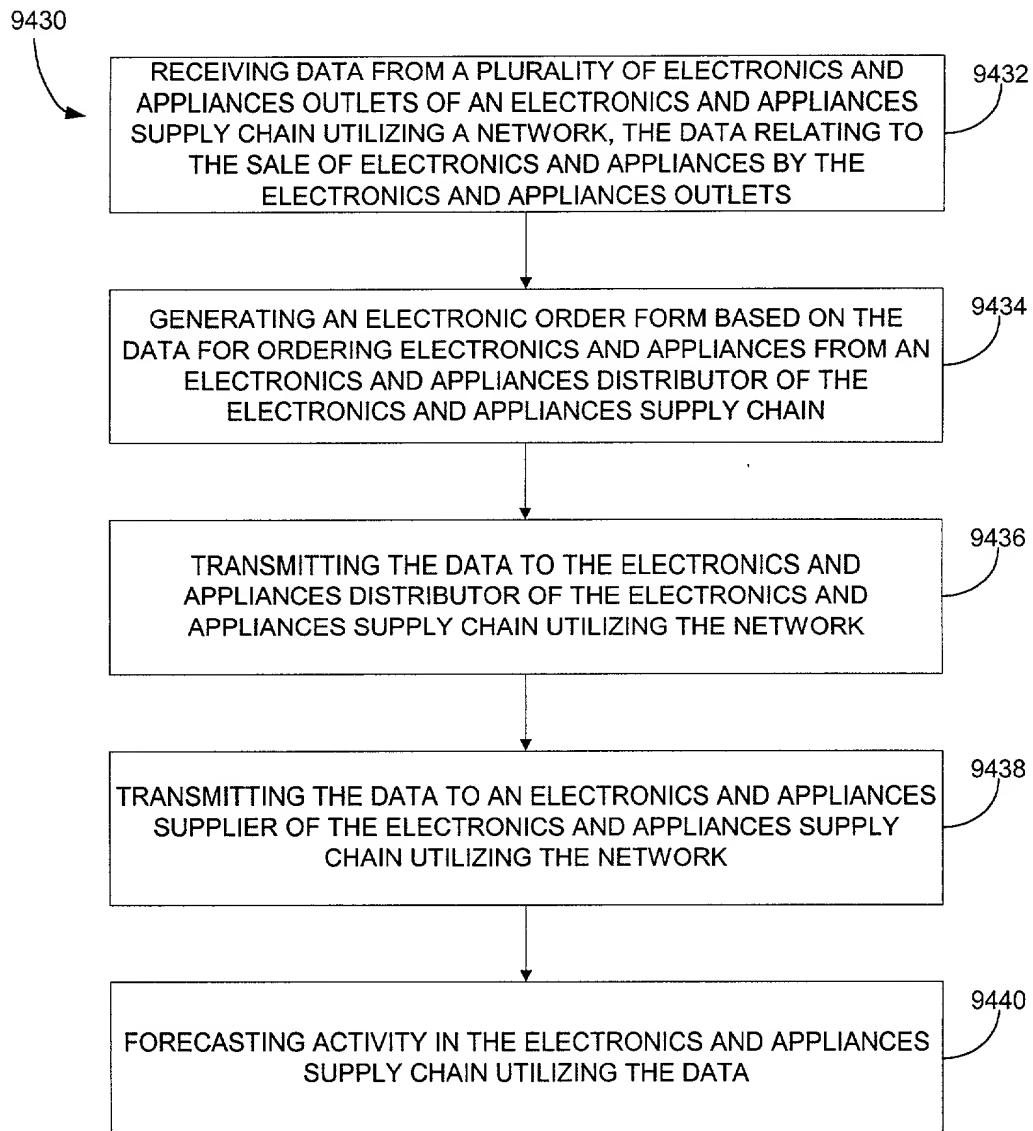 9430
RECEIVING DATA FROM A PLURALITY OF ELECTRONICS AND
APPLIANCES OUTLETS OF AN ELECTRONICS AND APPLIANCES
SUPPLY CHAIN UTILIZING A NETWORK, THE DATA RELATING TO
THE SALE OF ELECTRONICS AND APPLIANCES BY THE
ELECTRONICS AND APPLIANCES OUTLETS
9432
GENERATING AN ELECTRONIC ORDER FORM BASED ON THE
DATA FOR ORDERING ELECTRONICS AND APPLIANCES FROM AN
ELECTRONICS AND APPLIANCES DISTRIBUTOR OF THE
ELECTRONICS AND APPLIANCES SUPPLY CHAIN
9434
TRANSMITTING THE DATA TO THE ELECTRONICS AND
APPLIANCES DISTRIBUTOR OF THE ELECTRONICS AND
APPLIANCES SUPPLY CHAIN UTILIZING THE NETWORK
9436
TRANSMITTING THE DATA TO AN ELECTRONICS AND APPLIANCES
SUPPLIER OF THE ELECTRONICS AND APPLIANCES SUPPLY
CHAIN UTILIZING THE NETWORK
9438
FORECASTING ACTIVITY IN THE ELECTRONICS AND APPLIANCES
SUPPLY CHAIN UTILIZING THE DATA
9440